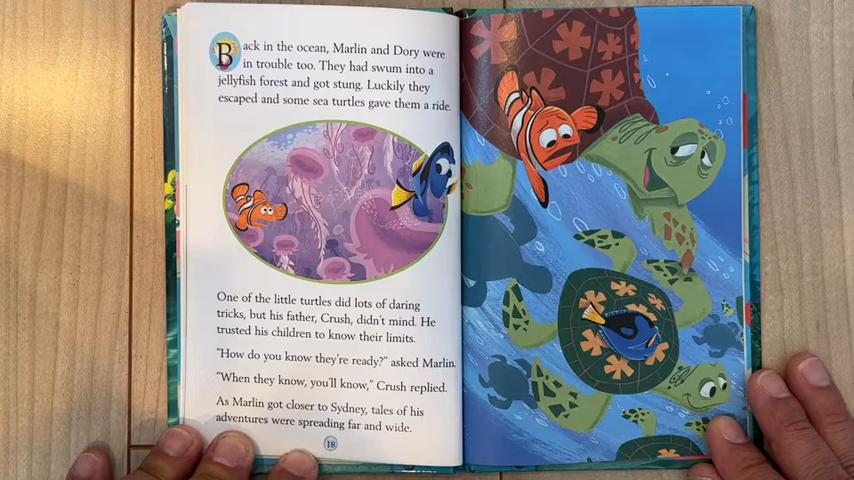 Back in the ocean, Marlin and Dory were
in trouble too. They had swum into a
jellyfish forest and got stung. Luckily they
escaped and some sea turtles gave them a ride.
One of the little turtles did lots of daring
tricks, but his father, Crush, didn't mind. He
trusted his children to know their limits.
"How do you know they're ready?" asked Marlin.
"When they know, you'll know," Crush replied.
As Marlin got closer to Sydney, tales of his
adventures were spreading far and wide.
18